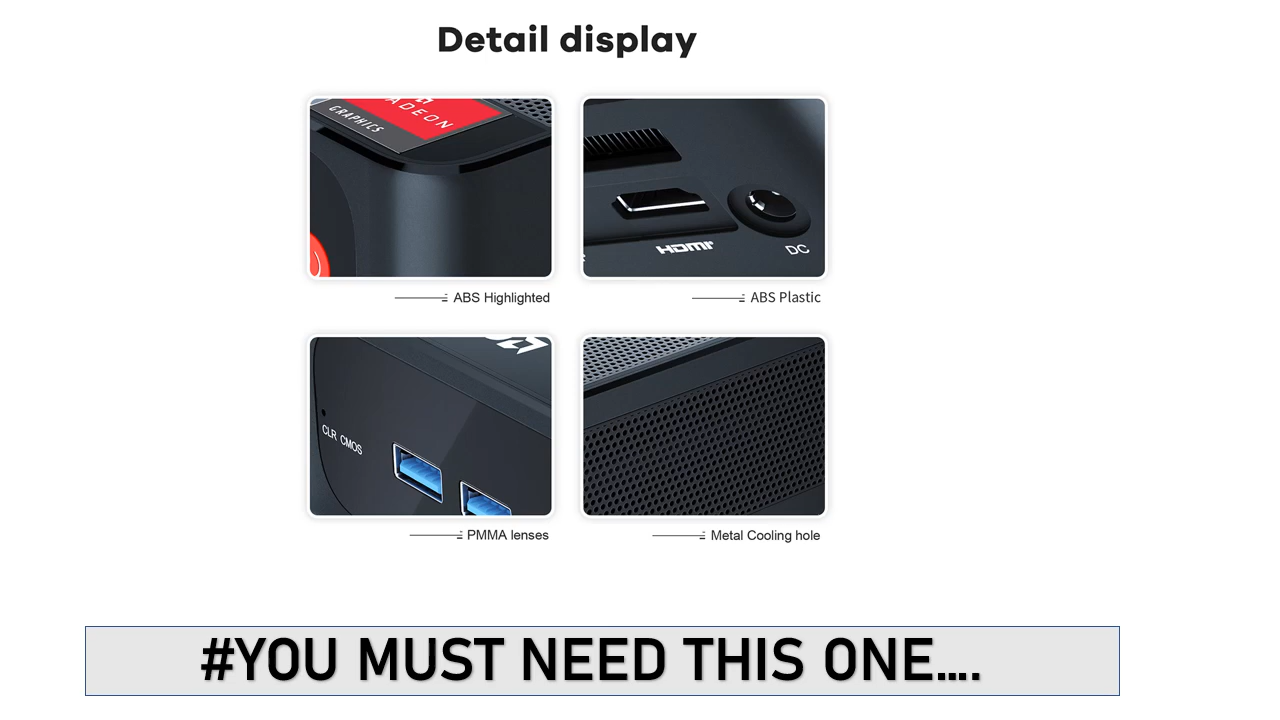 Detail display
ADEON
GRAPHICS
HDMI
DC
ABS Highlighted
ABS Plastic
CLR CMOS
PMMA lenses
Metal Cooling hole
#YOU MUST NEED THIS ONE....